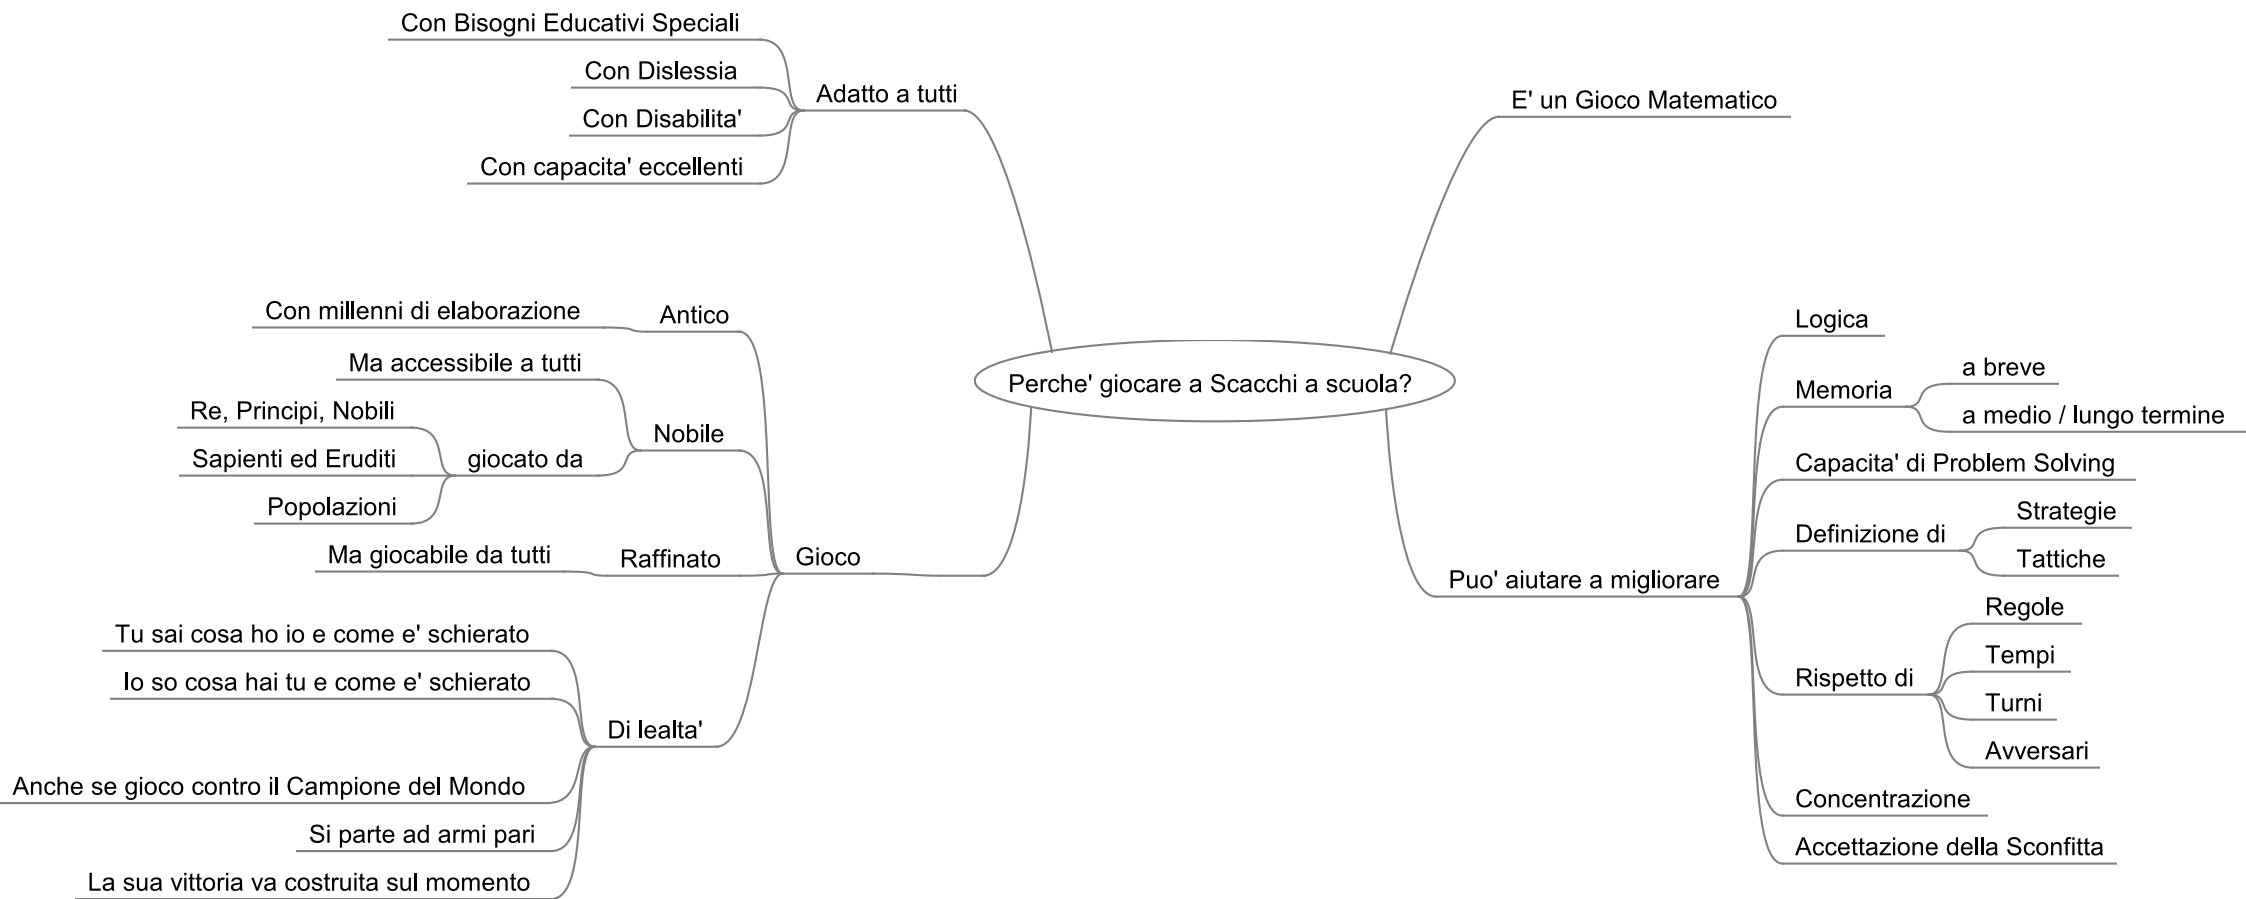 Perche' giocare a Scacchi a scuola?
Adatto a tutti
Con Bisogni Educativi Speciali
Con Dislessia
Con Disabilita'
Con capacita' eccellenti
Gioco
Antico
Con millenni di elaborazione
Nobile
Ma accessibile a tutti
giocato da
Re, Principi, Nobili
Sapienti ed Eruditi
Popolazioni
Raffinato
Ma giocabile da tutti
Di lealta'
Tu sai cosa ho io e come e' schierato
Io so cosa hai tu e come e' schierato
Anche se gioco contro il Campione del Mondo
Si parte ad armi pari
La sua vittoria va costruita sul momento
E' un Gioco Matematico
Puo' aiutare a migliorare
Logica
Memoria
a breve
a medio / lungo termine
Capacita' di Problem Solving
Definizione di
Strategie
Tattiche
Rispetto di
Regole
Tempi
Turni
Avversari
Concentrazione
Accettazione della Sconfitta